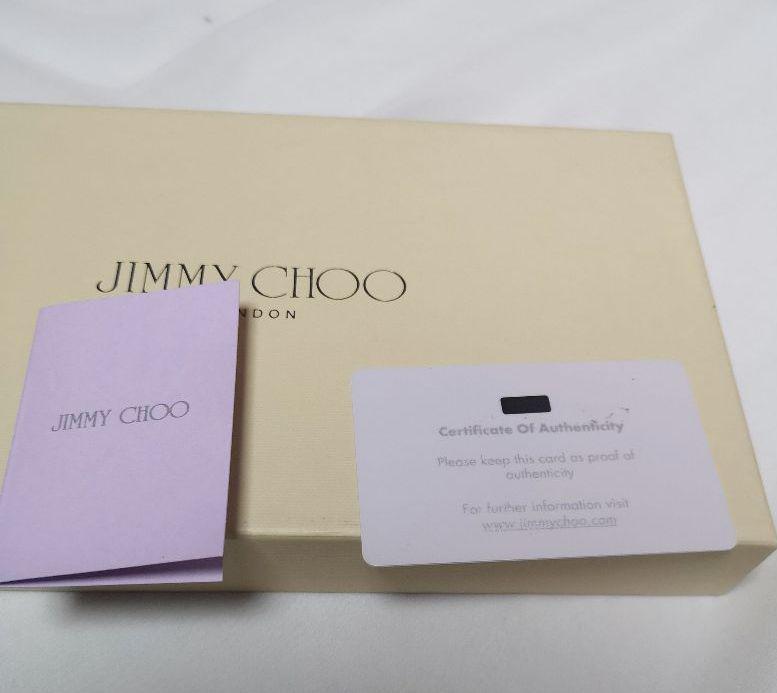 JIMMY CHOO
NDON
JIMMY CHOO
Certificate Of Authenticity
Please keep this card as proof of
authenticity
For further information visit
www.jimmychoo.com